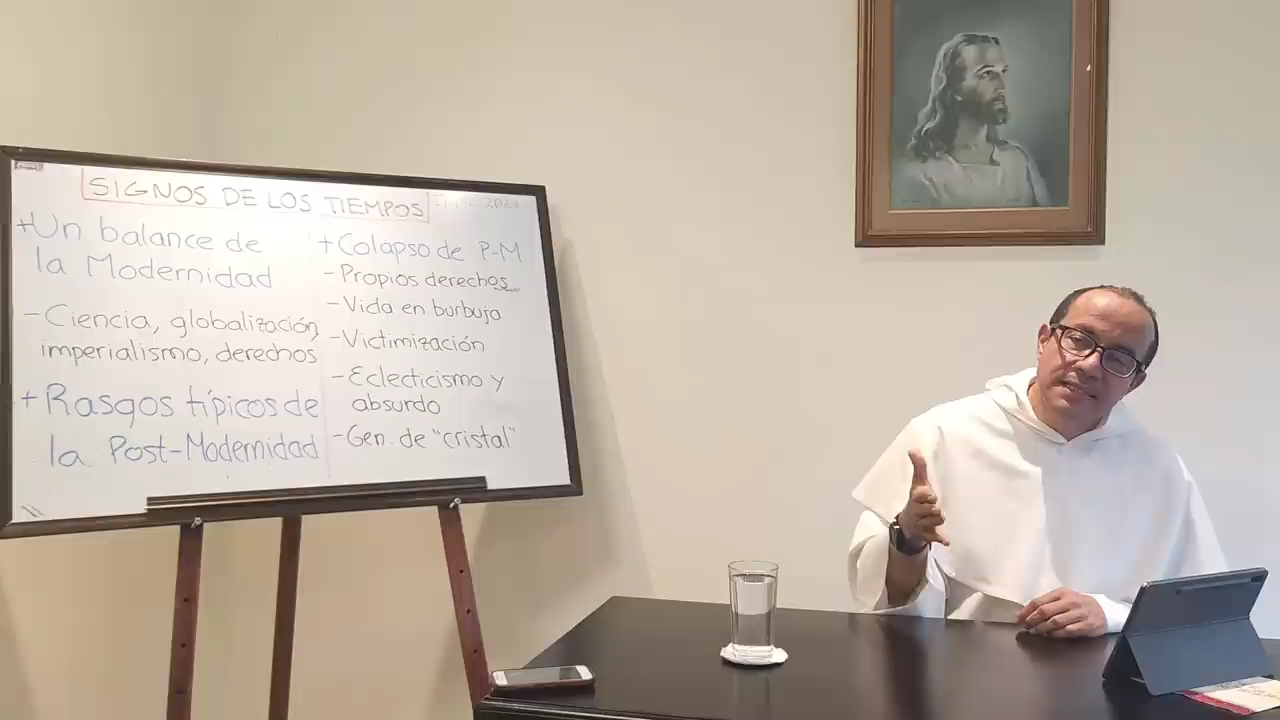 SIGNOS DE LOS TIEMPOS
+Un balance de
la Modernidad
-Ciencia, globalización,
imperialismo, derechos
+Rasgos típicos de
la Post-Modernidad
+Colapso de P-M
-Propios derechos
-Vida en burbuja
-Victimización
-Eclecticismo y
absurdo
-Gen. de "cristal"